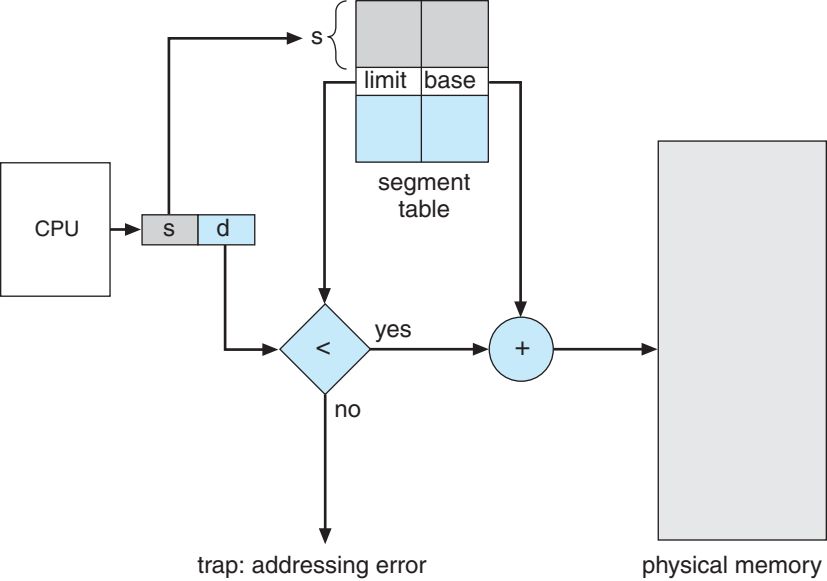 s
limit base
segment
table
CPU
s d
<
yes
+
no
trap: addressing error
physical memory